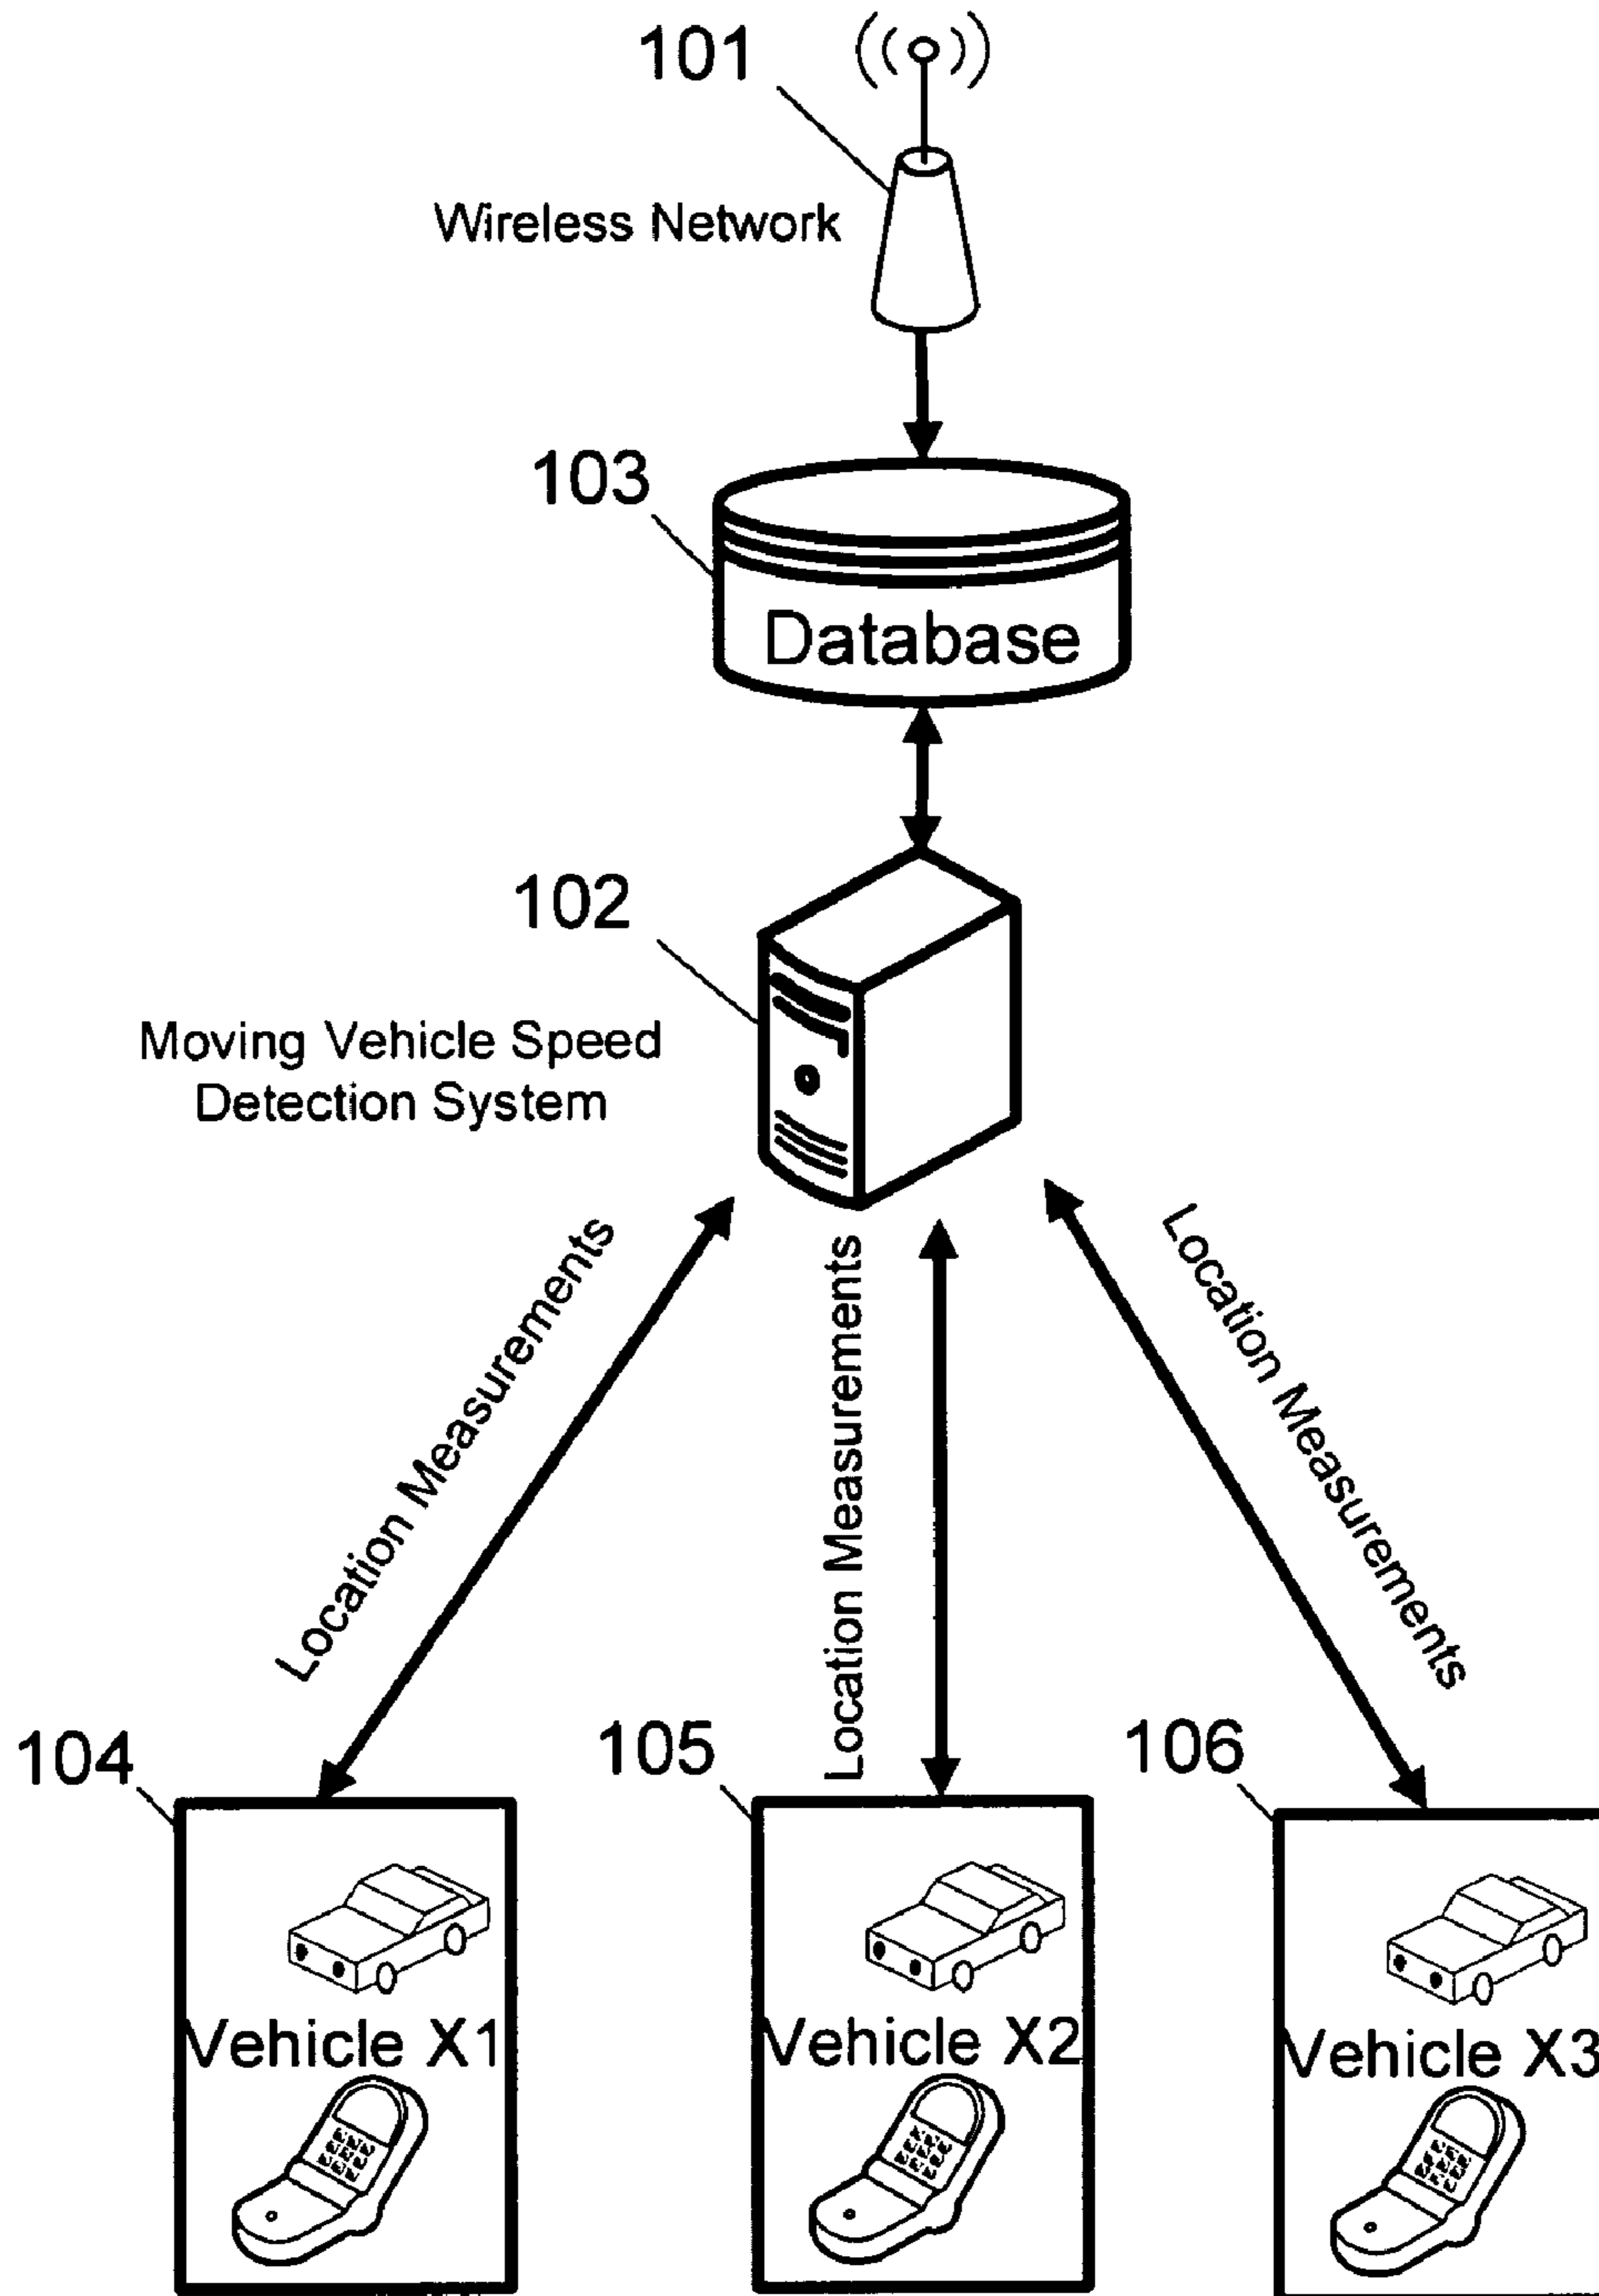 101
Wireless Network
103
Database
102
Moving Vehicle Speed
Detection System
Location Measurements
Location Measurements
Location Measurements
104
105
106
Vehicle X1
Vehicle X2
Vehicle X3